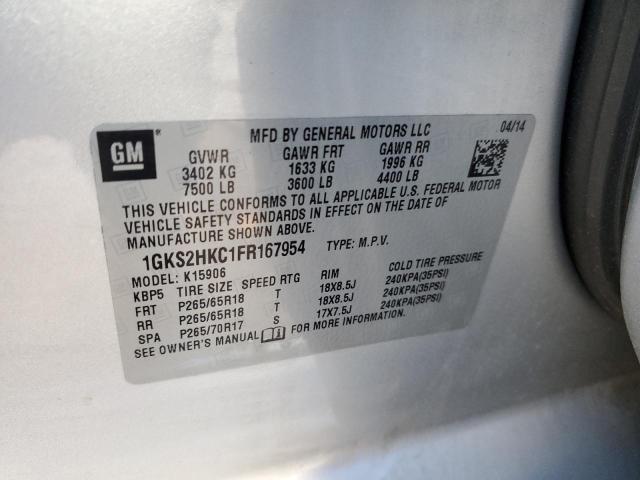 GM
MFD BY GENERAL MOTORS LLC 04/14
GVWR GAWR FRT GAWR RR
3402 KG 1633 KG 1996 KG
7500 LB 3600 LB 4400 LB
THIS VEHICLE CONFORMS TO ALL APPLICABLE U.S. FEDERAL MOTOR
VEHICLE SAFETY STANDARDS IN EFFECT ON THE DATE OF
MANUFACTURE SHOWN ABOVE.
1GKS2HKC1FR167954 TYPE: M.P.V.
MODEL: K15906
KBP5 TIRE SIZE SPEED RTG RIM COLD TIRE PRESSURE
FRT P265/65R18 T 18X8.5J 240KPA(35PSI)
RR P265/65R18 T 18X8.5J 240KPA(35PSI)
SPA P265/70R17 S 17X7.5J 240KPA(35PSI)
SEE OWNER'S MANUAL FOR MORE INFORMATION.